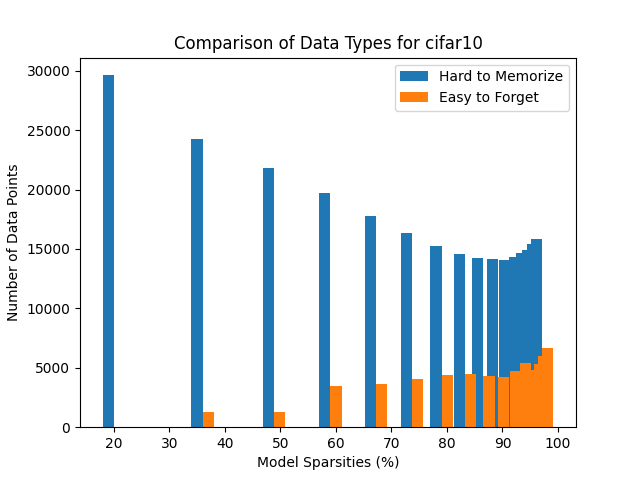 Comparison of Data Types for cifar10
Hard to Memorize
Easy to Forget
Number of Data Points
30000
25000
20000
15000
10000
5000
0
20 30 40 50 60 70 80 90 100
Model Sparsities (%)